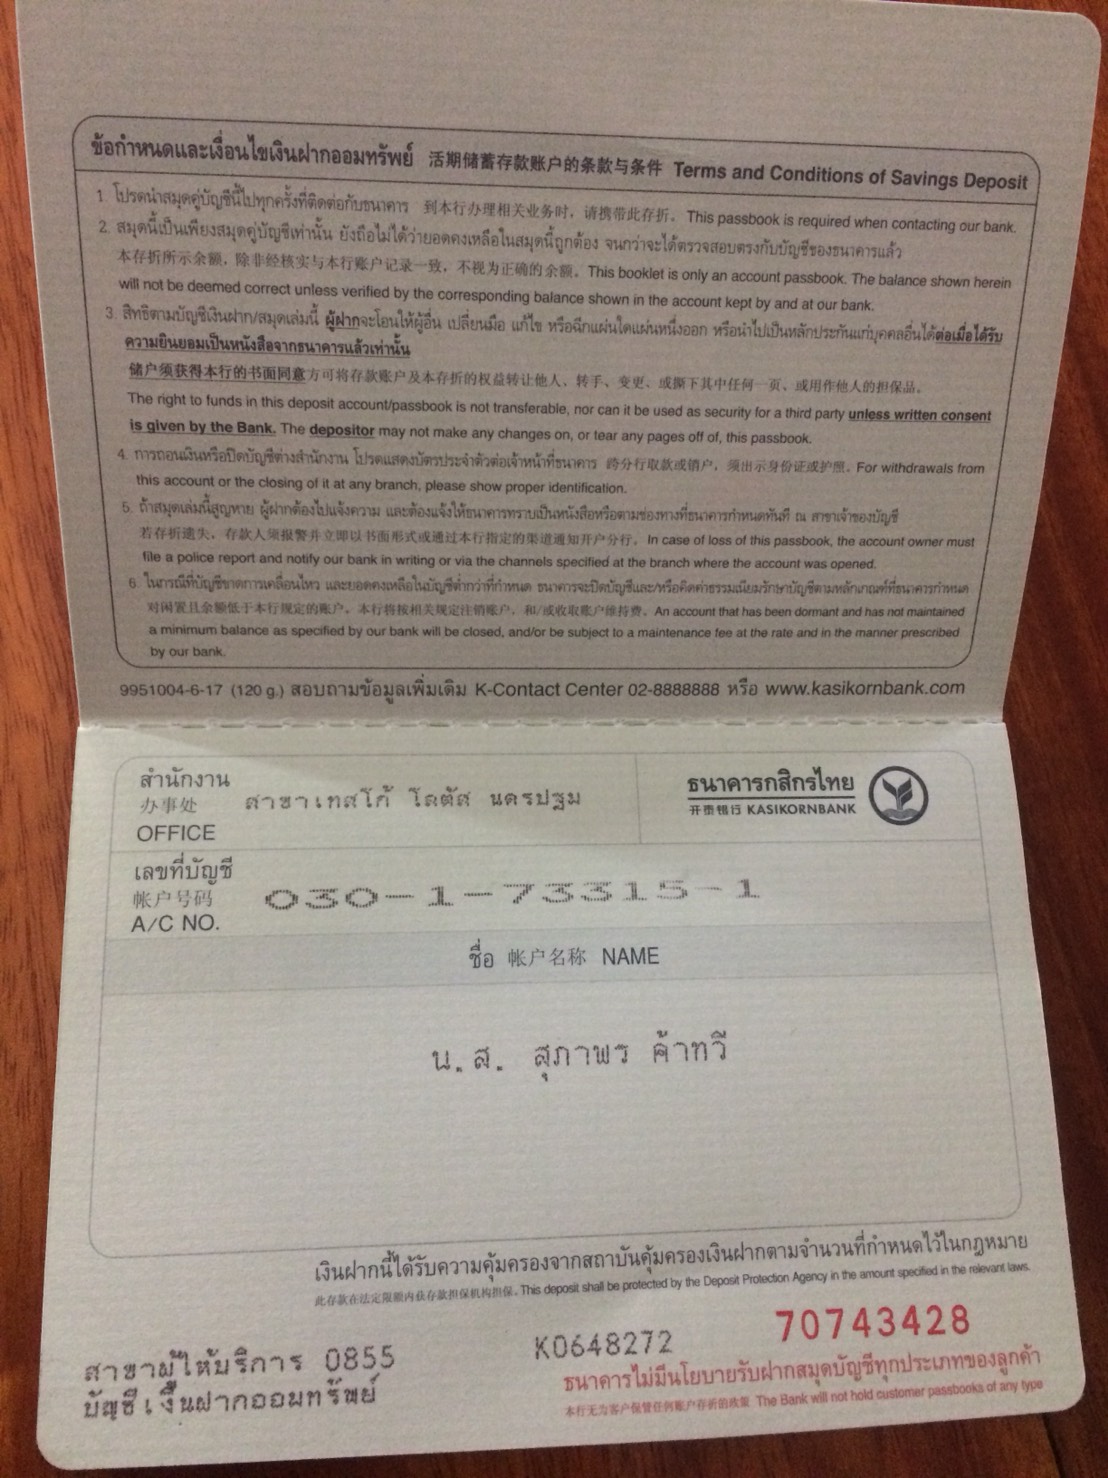 ข้อกำหนดและเงื่อนไขเงินฝากออมทรัพย์ 活期储蓄存款账户的条款与条件 Terms and Conditions of Savings Deposit
1. โปรดนำสมุดคู่บัญชีนี้ไปทุกครั้งที่ติดต่อกับธนาคาร 到本行办理相关业务时，请携带此存折。This passbook is required when contacting our bank.
2. สมุดนี้เป็นเพียงสมุดคู่บัญชีเท่านั้น ยังถือไม่ได้ว่ายอดคงเหลือในสมุดนี้ถูกต้อง จนกว่าจะได้ตรวจสอบตรงกับบัญชีของธนาคารแล้ว
本存折所示余额，除非经核实与本行账户记录一致，不视为正确的余额。This booklet is only an account passbook. The balance shown herein
will not be deemed correct unless verified by the corresponding balance shown in the account kept by and at our bank.
3. สิทธิตามบัญชีเงินฝาก/สมุดเล่มนี้ ผู้ฝากจะโอนให้ผู้อื่น เปลี่ยนมือ แก้ไข หรือฉีกแผ่นใดแผ่นหนึ่งออก หรือนำไปเป็นหลักประกันแก่บุคคลอื่นได้ต่อเมื่อได้รับ
ความยินยอมเป็นหนังสือจากธนาคารแล้วเท่านั้น
储户须获得本行的书面同意方可将存款账户及本存折的权益转让他人、转手、变更、或撕下其中任何一页、或用作他人的担保品。
The right to funds in this deposit account/passbook is not transferable, nor can it be used as security for a third party unless written consent
is given by the Bank. The depositor may not make any changes on, or tear any pages off of, this passbook.
4. การถอนเงินหรือปิดบัญชีต่างสำนักงาน โปรดแสดงบัตรประจำตัวต่อเจ้าหน้าที่ธนาคาร 跨分行取款或销户，须出示身份证或护照。For withdrawals from
this account or the closing of it at any branch, please show proper identification.
5. ถ้าสมุดเล่มนี้สูญหาย ผู้ฝากต้องไปแจ้งความ และต้องแจ้งให้ธนาคารทราบเป็นหนังสือหรือตามช่องทางที่ธนาคารกำหนดทันที ณ สาขาเจ้าของบัญชี
若存折遗失，存款人须报警并立即以书面形式或通过本行指定的渠道通知开户分行。In case of loss of this passbook, the account owner must
file a police report and notify our bank in writing or via the channels specified at the branch where the account was opened.
6. ในกรณีที่บัญชีขาดการเคลื่อนไหว และยอดคงเหลือในบัญชีต่ำกว่าที่กำหนด ธนาคารจะปิดบัญชีและ/หรือคิดค่าธรรมเนียมรักษาบัญชีตามหลักเกณฑ์ที่ธนาคารกำหนด
对闲置且余额低于本行规定的账户，本行将按相关规定注销账户，和/或收取账户维持费。An account that has been dormant and has not maintained
a minimum balance as specified by our bank will be closed, and/or be subject to a maintenance fee at the rate and in the manner prescribed
by our bank.
9951004-6-17 (120 g.) สอบถามข้อมูลเพิ่มเติม K-Contact Center 02-8888888 หรือ www.kasikornbank.com
สำนักงาน
办事处
OFFICE
สาขาเทสโก้ โลตัส นครปฐม
ธนาคารกสิกรไทย
开泰银行 KASIKORNBANK
เลขที่บัญชี
帐户号码
A/C NO.
030-1-73315-1
ชื่อ 帐户名称 NAME
น.ส. สุภาพร ค้าทวี
เงินฝากนี้ได้รับความคุ้มครองจากสถาบันคุ้มครองเงินฝากตามจำนวนที่กำหนดไว้ในกฎหมาย
此存款在法定限额内获存款担保机构担保。This deposit shall be protected by the Deposit Protection Agency in the amount specified in the relevant laws.
สาขาผู้ให้บริการ 0855
K0648272
70743428
บัญชีเงินฝากออมทรัพย์
ธนาคารไม่มีนโยบายรับฝากสมุดบัญชีทุกประเภทของลูกค้า
本行无为客户保管任何账户存折的政策 The Bank will not hold customer passbooks of any type